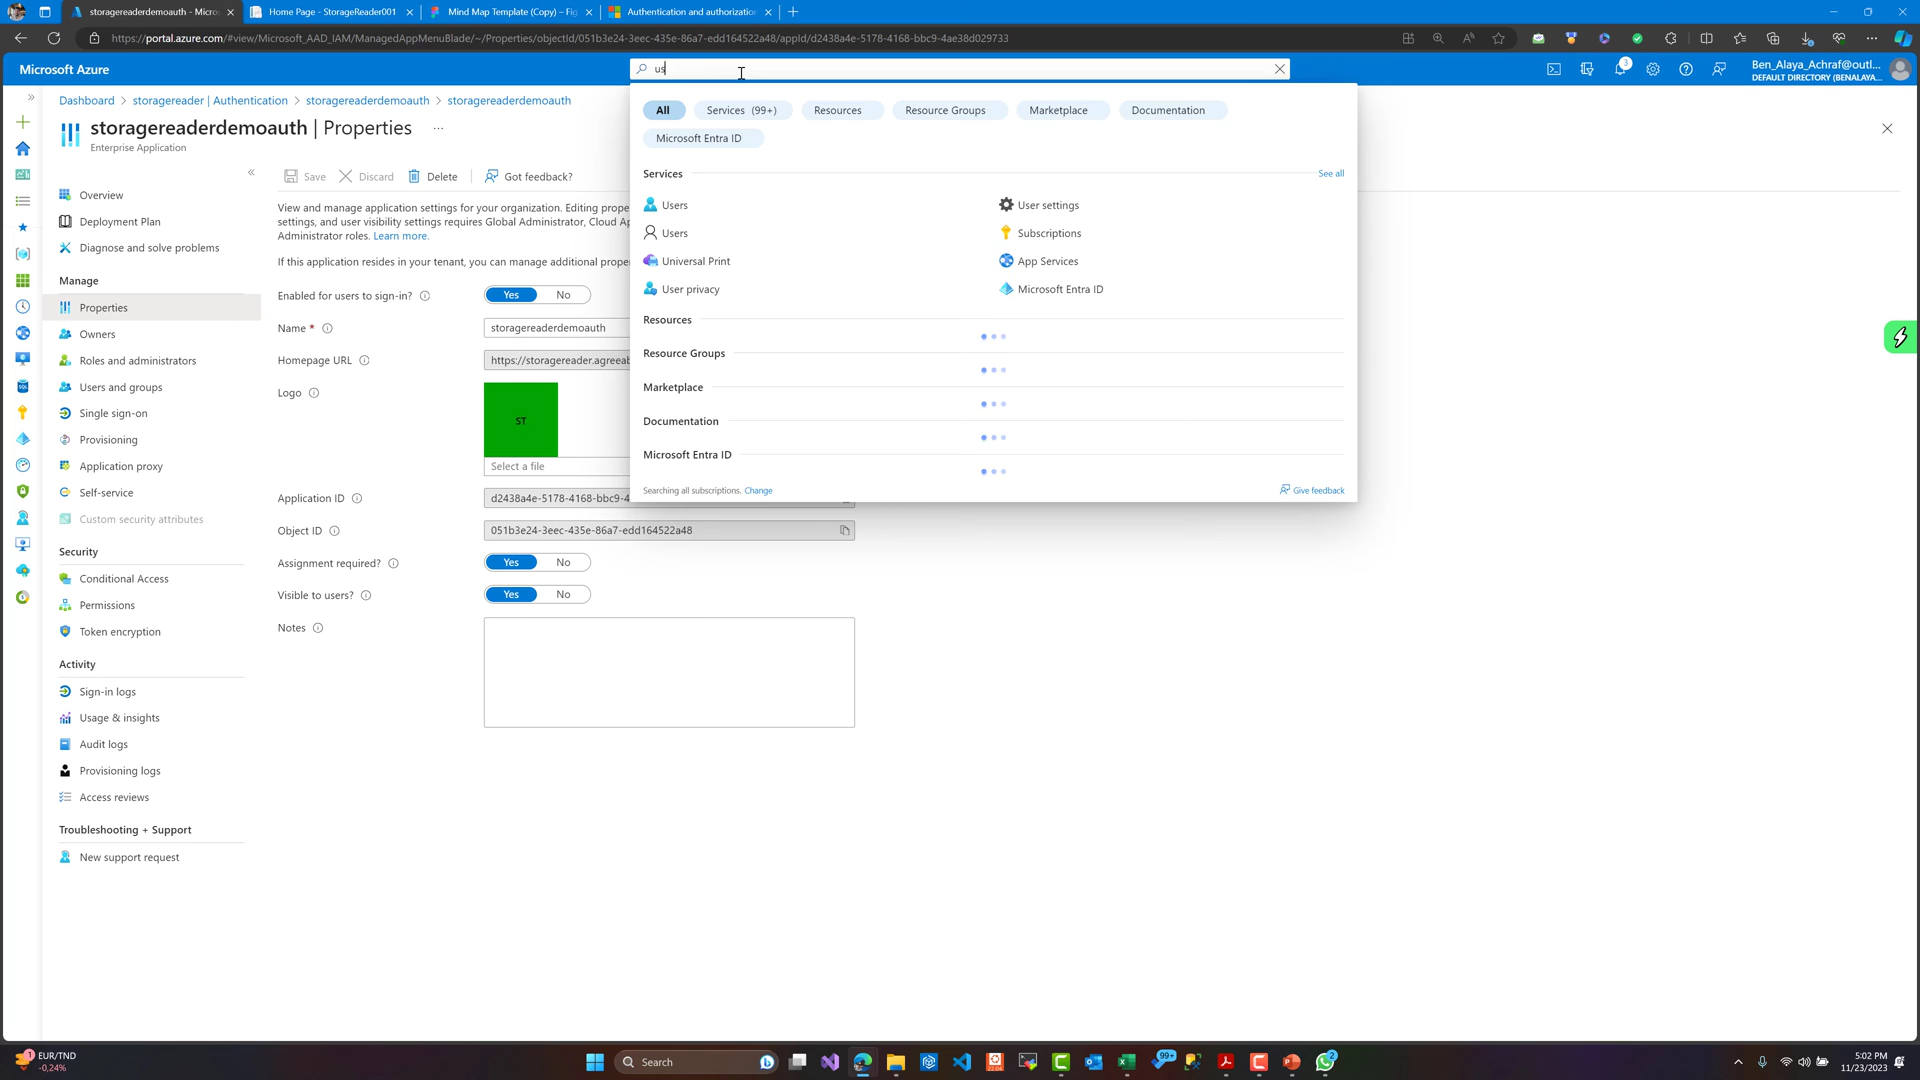 storagereaderdemoauth - Micros
Home Page - StorageReader001
Mind Map Template (Copy) – Fig
Authentication and authorization
https://portal.azure.com/#view/Microsoft_AAD_IAM/ManagedAppMenuBlade/~/Properties/objectId/051b3e24-3eec-435e-86a7-edd164522a48/appId/d2438a4e-5178-4168-bbc9-4ae38d029733
Microsoft Azure
us
3
Ben_Alaya_Achraf@outl...
DEFAULT DIRECTORY (BENALAYA...
Dashboard > storagereader | Authentication > storagereaderdemoauth > storagereaderdemoauth
storagereaderdemoauth | Properties ...
Enterprise Application
All
Services (99+)
Resources
Resource Groups
Marketplace
Documentation
Microsoft Entra ID
Services
See all
Users
User settings
Users
Subscriptions
Universal Print
App Services
User privacy
Microsoft Entra ID
Resources
Resource Groups
Marketplace
Documentation
Microsoft Entra ID
Searching all subscriptions. Change
Give feedback
Overview
Deployment Plan
Diagnose and solve problems
Manage
Properties
Owners
Roles and administrators
Users and groups
Single sign-on
Provisioning
Application proxy
Self-service
Custom security attributes
Security
Conditional Access
Permissions
Token encryption
Activity
Sign-in logs
Usage & insights
Audit logs
Provisioning logs
Access reviews
Troubleshooting + Support
New support request
Save
Discard
Delete
Got feedback?
View and manage application settings for your organization. Editing prope
settings, and user visibility settings requires Global Administrator, Cloud Ap
Administrator roles. Learn more.
If this application resides in your tenant, you can manage additional prope
Enabled for users to sign-in?
Yes No
Name *
storagereaderdemoauth
Homepage URL
https://storagereader.agreeab
Logo
ST
Select a file
Application ID
d2438a4e-5178-4168-bbc9-4
Object ID
051b3e24-3eec-435e-86a7-edd164522a48
Assignment required?
Yes No
Visible to users?
Yes No
Notes
1
EUR/TND
-0,24%
Search
22.04
99+
2
5:02 PM
11/23/2023